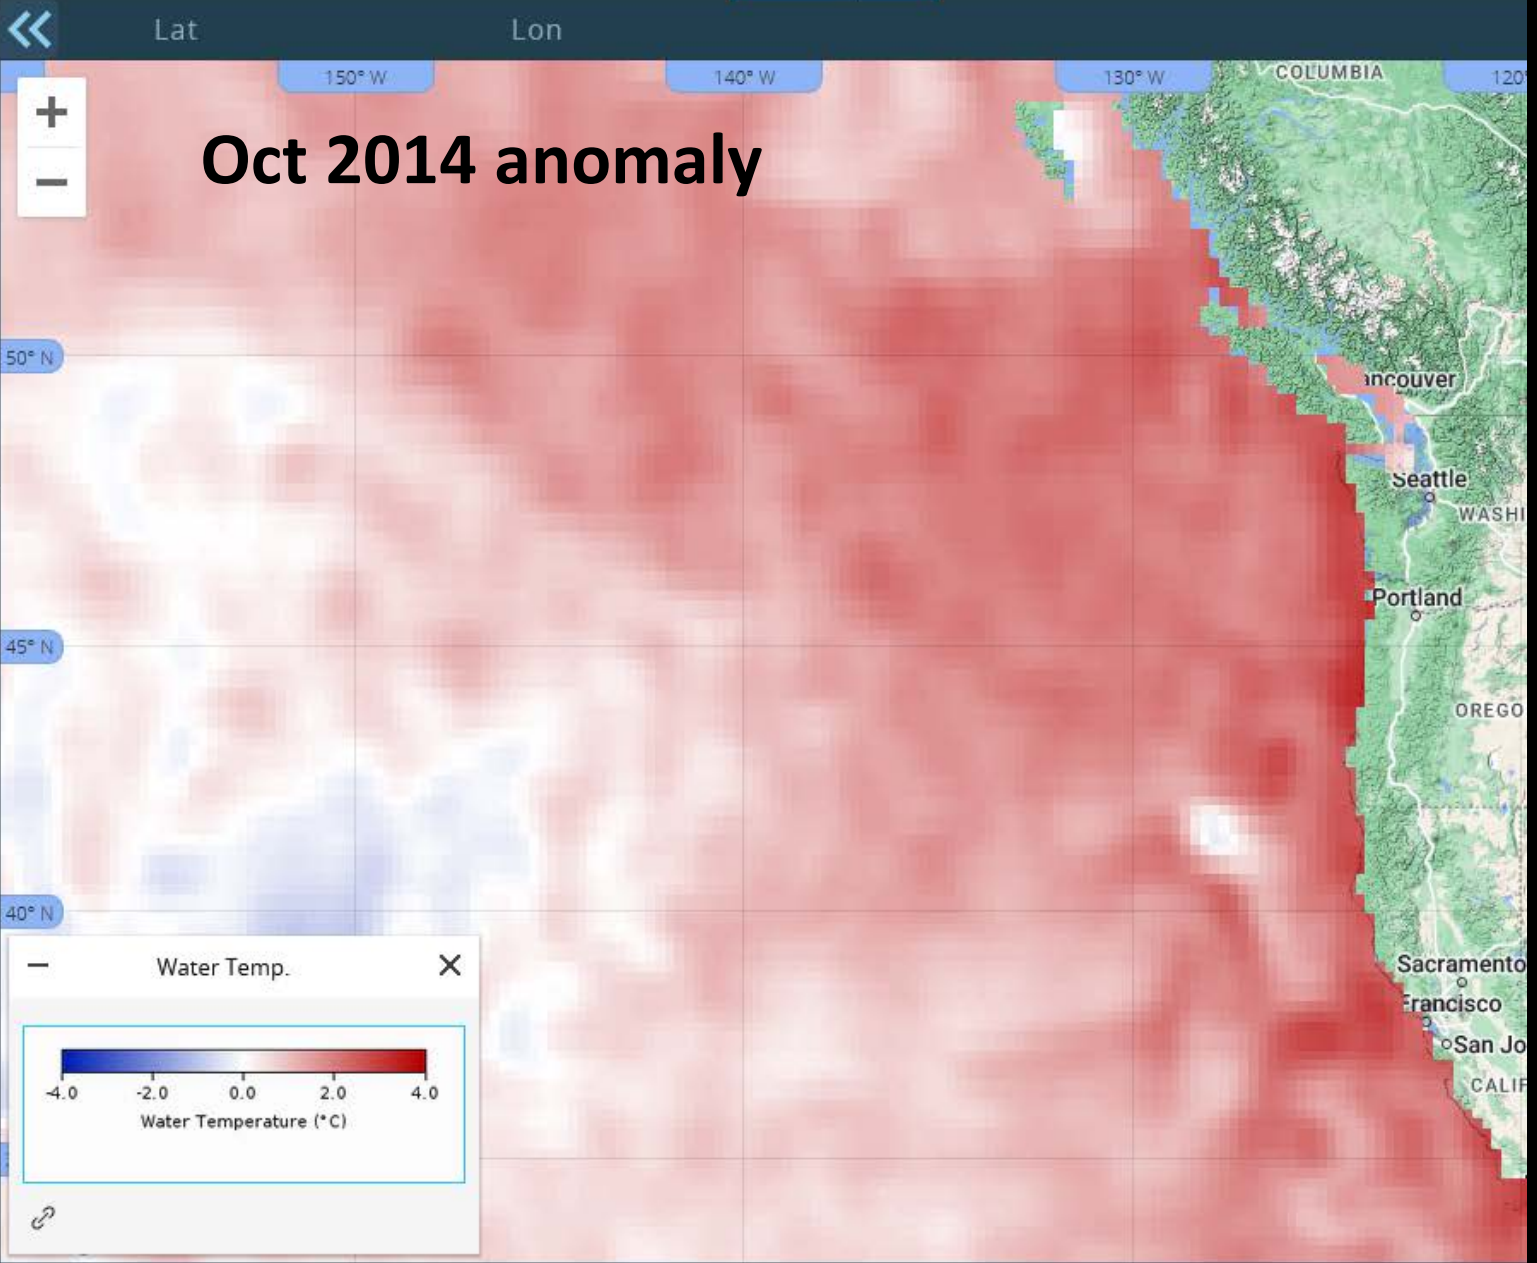 Lat Lon
150° W 140° W 130° W
COLUMBIA
+
Oct 2014 anomaly
−
50° N
ancouver
Seattle
WASHI
Portland
45° N
OREGO
40° N
Water Temp.
Sacramento
Francisco
San Jo
CALIF
-4.0 -2.0 0.0 2.0 4.0
Water Temperature (°C)